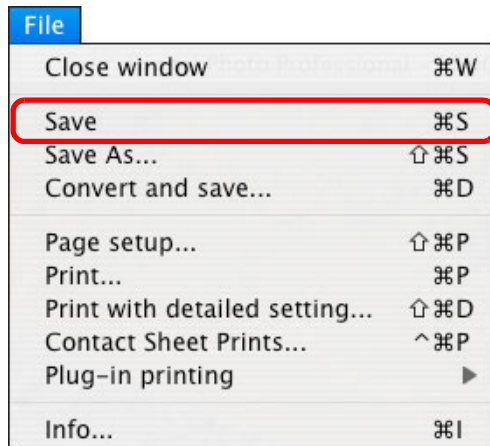 File
Close window ⌘W
Save ⌘S
Save As... ⇧⌘S
Convert and save... ⌘D
Page setup... ⇧⌘P
Print... ⌘P
Print with detailed setting... ⇧⌘D
Contact Sheet Prints... ^⌘P
Plug-in printing ▶
Info... ⌘I